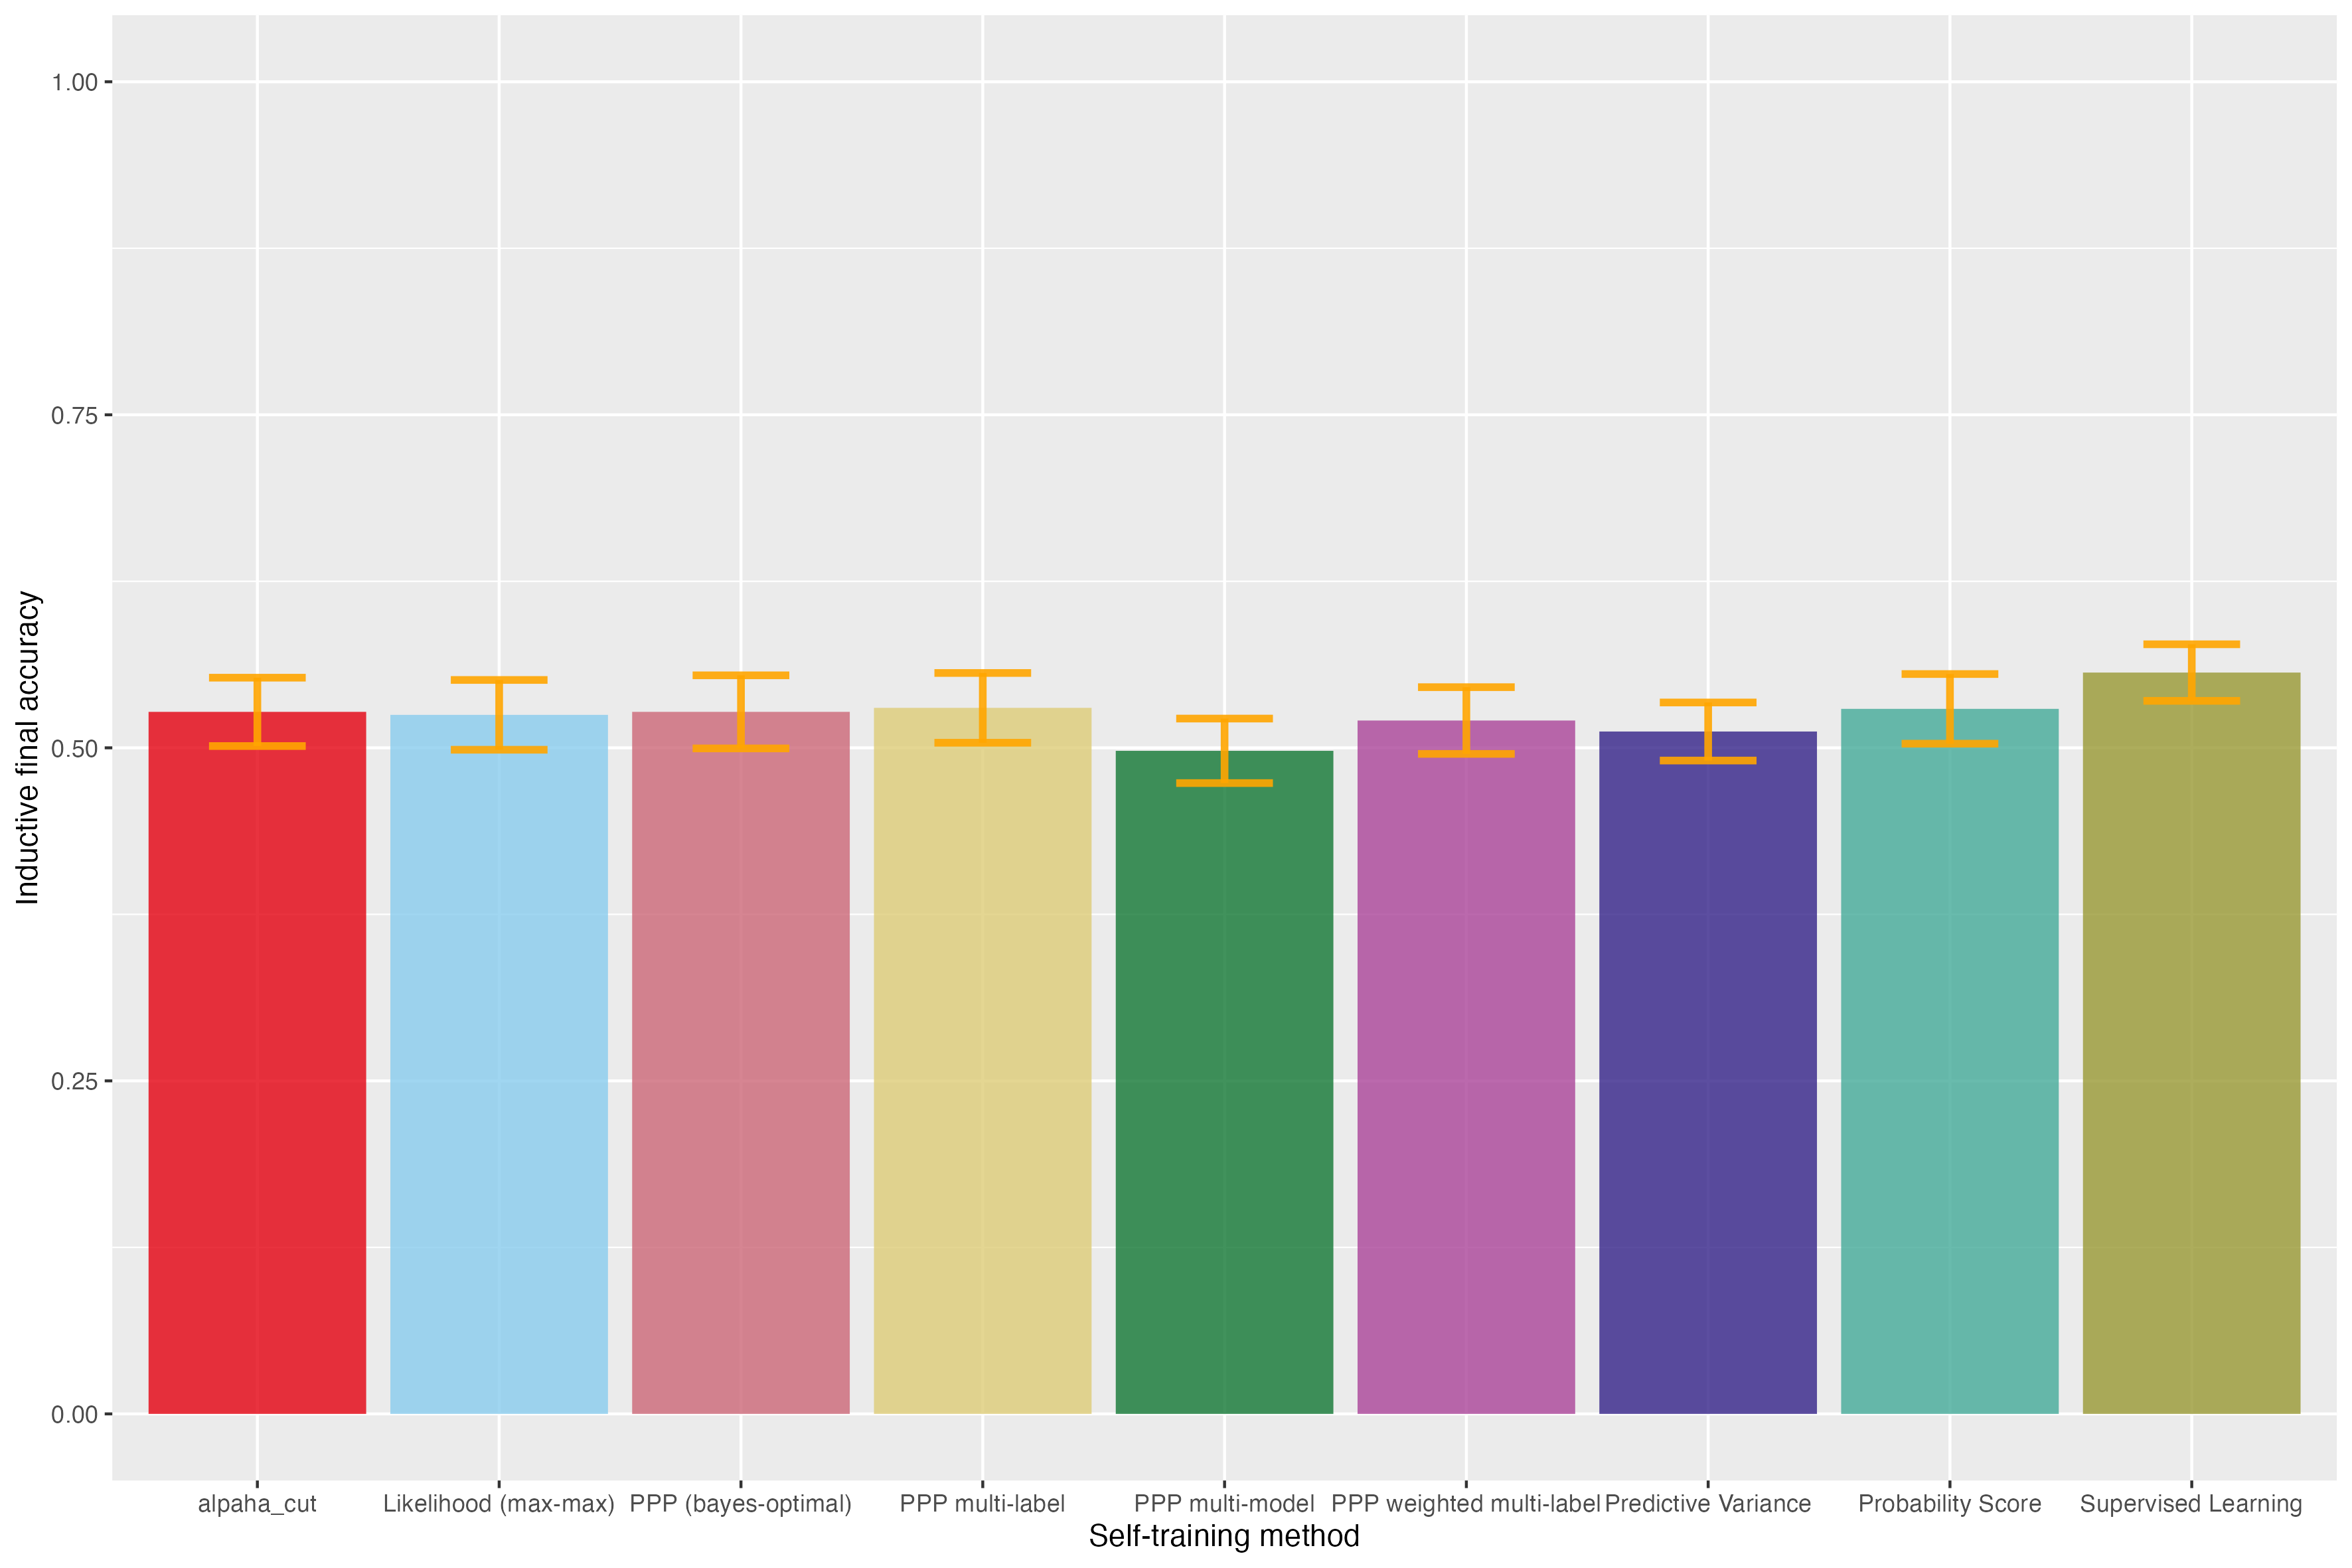 Inductive final accuracy
1.00
0.75
0.50
0.25
0.00
alpaha_cut
Likelihood (max-max)
PPP (bayes-optimal)
PPP multi-label
PPP multi-model
PPP weighted multi-label
Predictive Variance
Probability Score
Supervised Learning
Self-training method